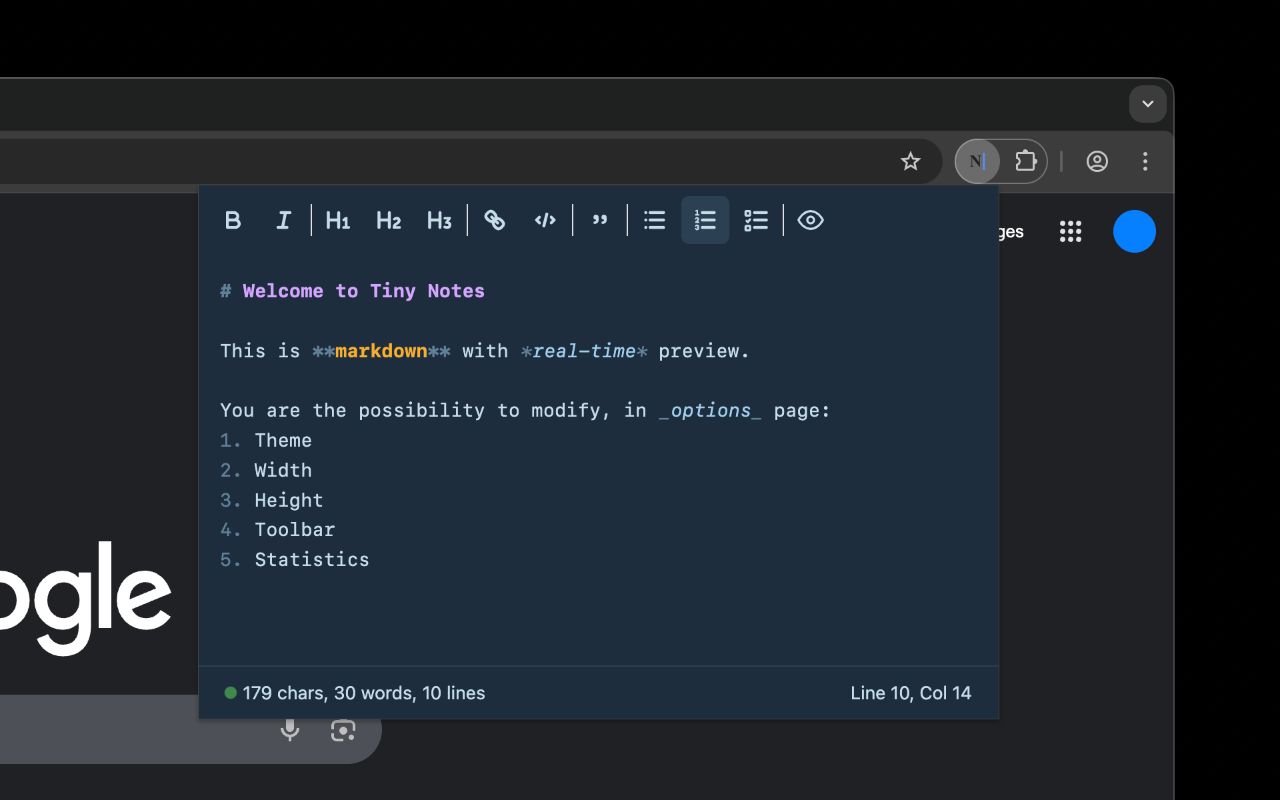 N
B I H1 H2 H3
ges
# Welcome to Tiny Notes
This is **markdown** with *real-time* preview.
You are the possibility to modify, in _options_ page:
1. Theme
2. Width
3. Height
4. Toolbar
5. Statistics
ogle
179 chars, 30 words, 10 lines
Line 10, Col 14